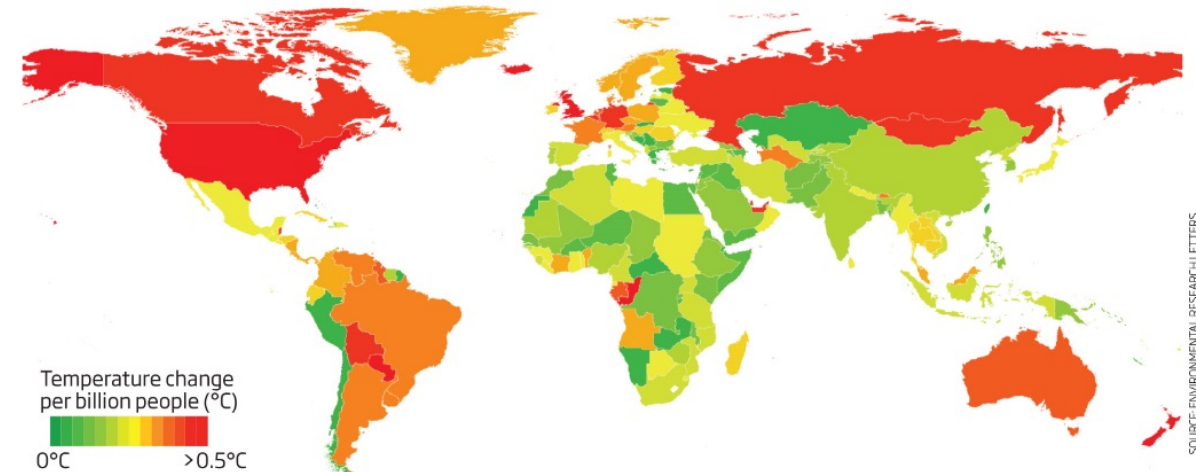 Temperature change
per billion people (°C)
0°C
>0.5°C
SOURCE: ENVIRONMENTAL RESEARCH LETTERS